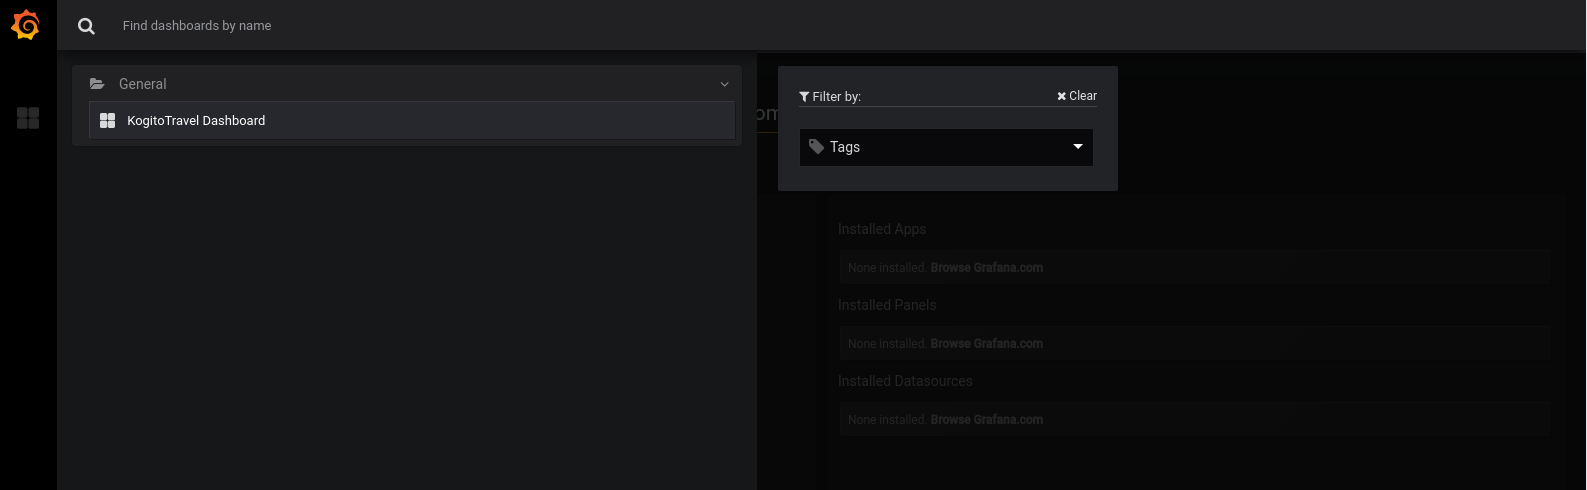 Find dashboards by name
General
KogitoTravel Dashboard
Filter by:
Clear
Tags
om
Installed Apps
None installed. Browse Grafana.com
Installed Panels
None installed. Browse Grafana.com
Installed Datasources
None installed. Browse Grafana.com